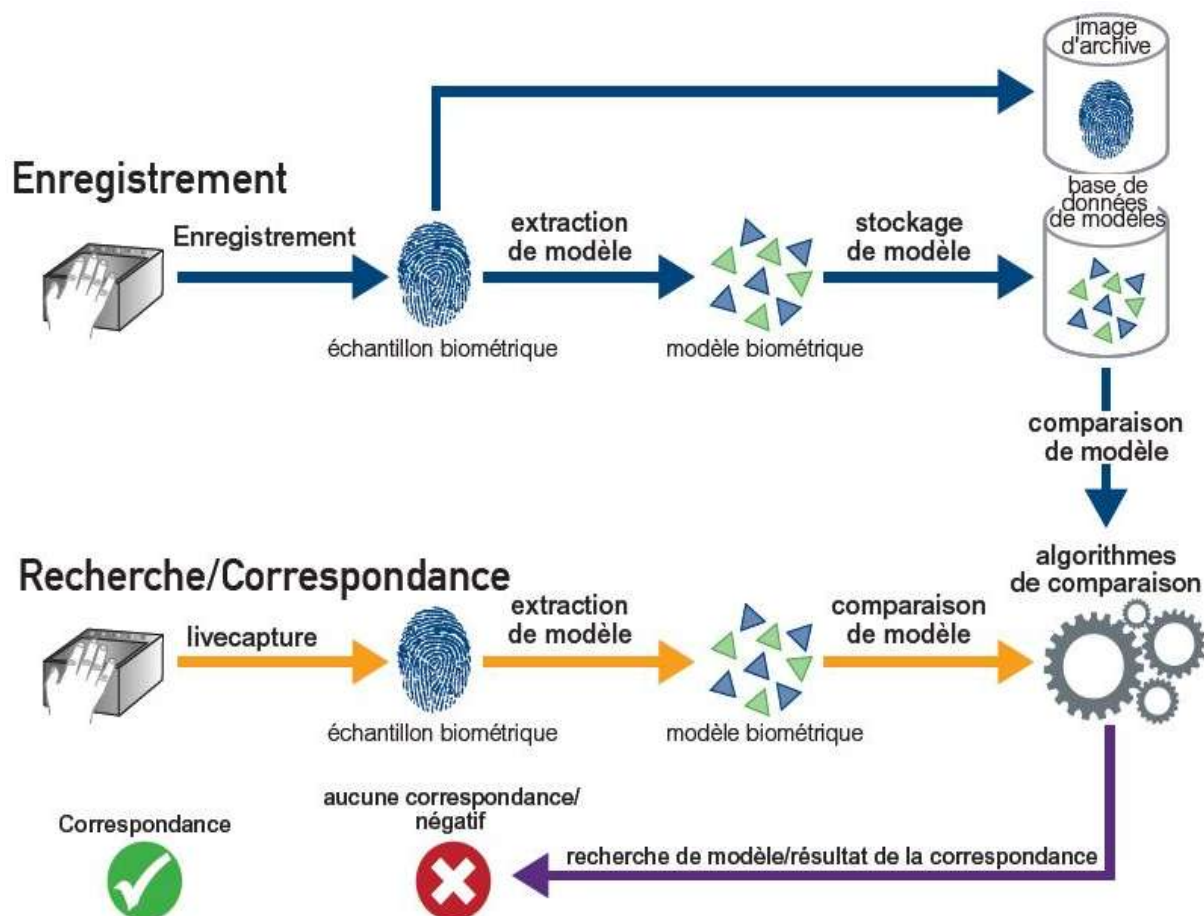 image
d'archive
Enregistrement
base de
données
de modèles
Enregistrement
extraction
de modèle
stockage
de modèle
échantillon biométrique
modèle biométrique
comparaison
de modèle
Recherche/Correspondance
algorithmes
de comparaison
livecapture
extraction
de modèle
comparaison
de modèle
échantillon biométrique
modèle biométrique
Correspondance
aucune correspondance/
négatif
recherche de modèle/résultat de la correspondance